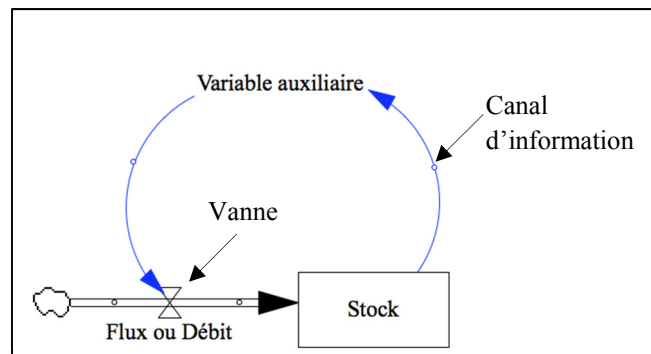 Variable auxiliaire
Canal
d’information
Vanne
Flux ou Débit
Stock